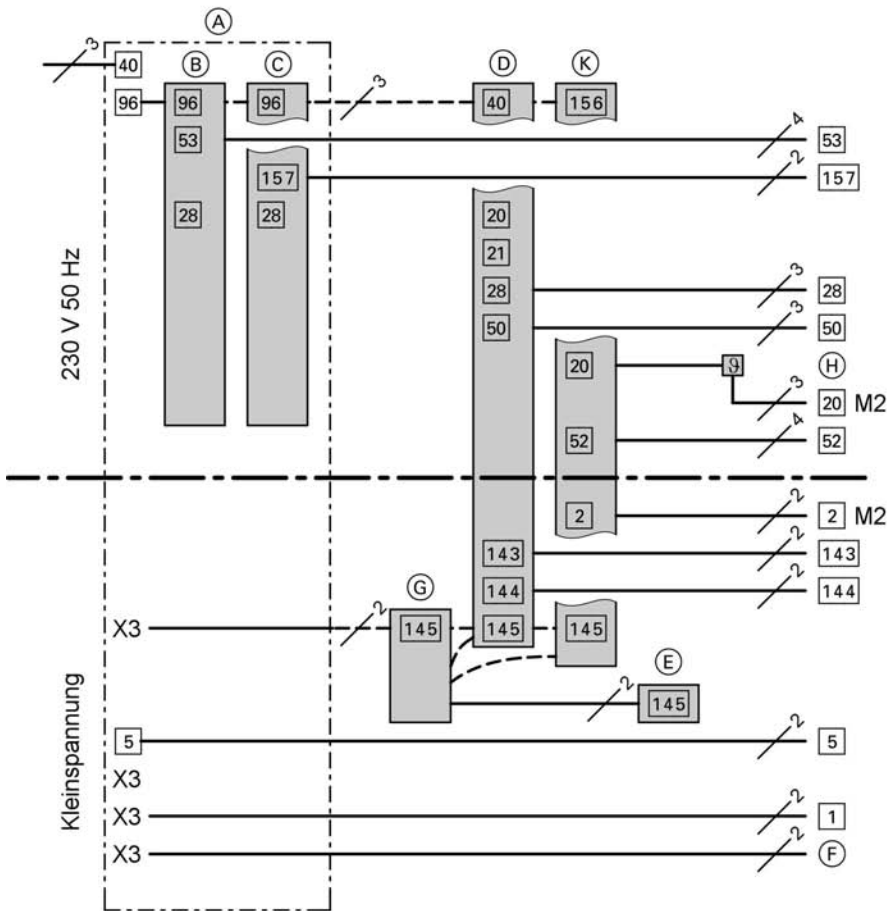 A
3 40 B C D K
96 96 96 3 40 156
53 4 53
157 2 157
28 28 20
21
28 3 28
50 3 50
20 ϑ H
3 20 M2
52 4 52
230 V 50 Hz
2 2 2 M2
143 2 143
G 144 2 144
X3 2 145 145 145
E
2 145
5 2 5
X3
X3 2 1
X3 2 F
Kleinspannung